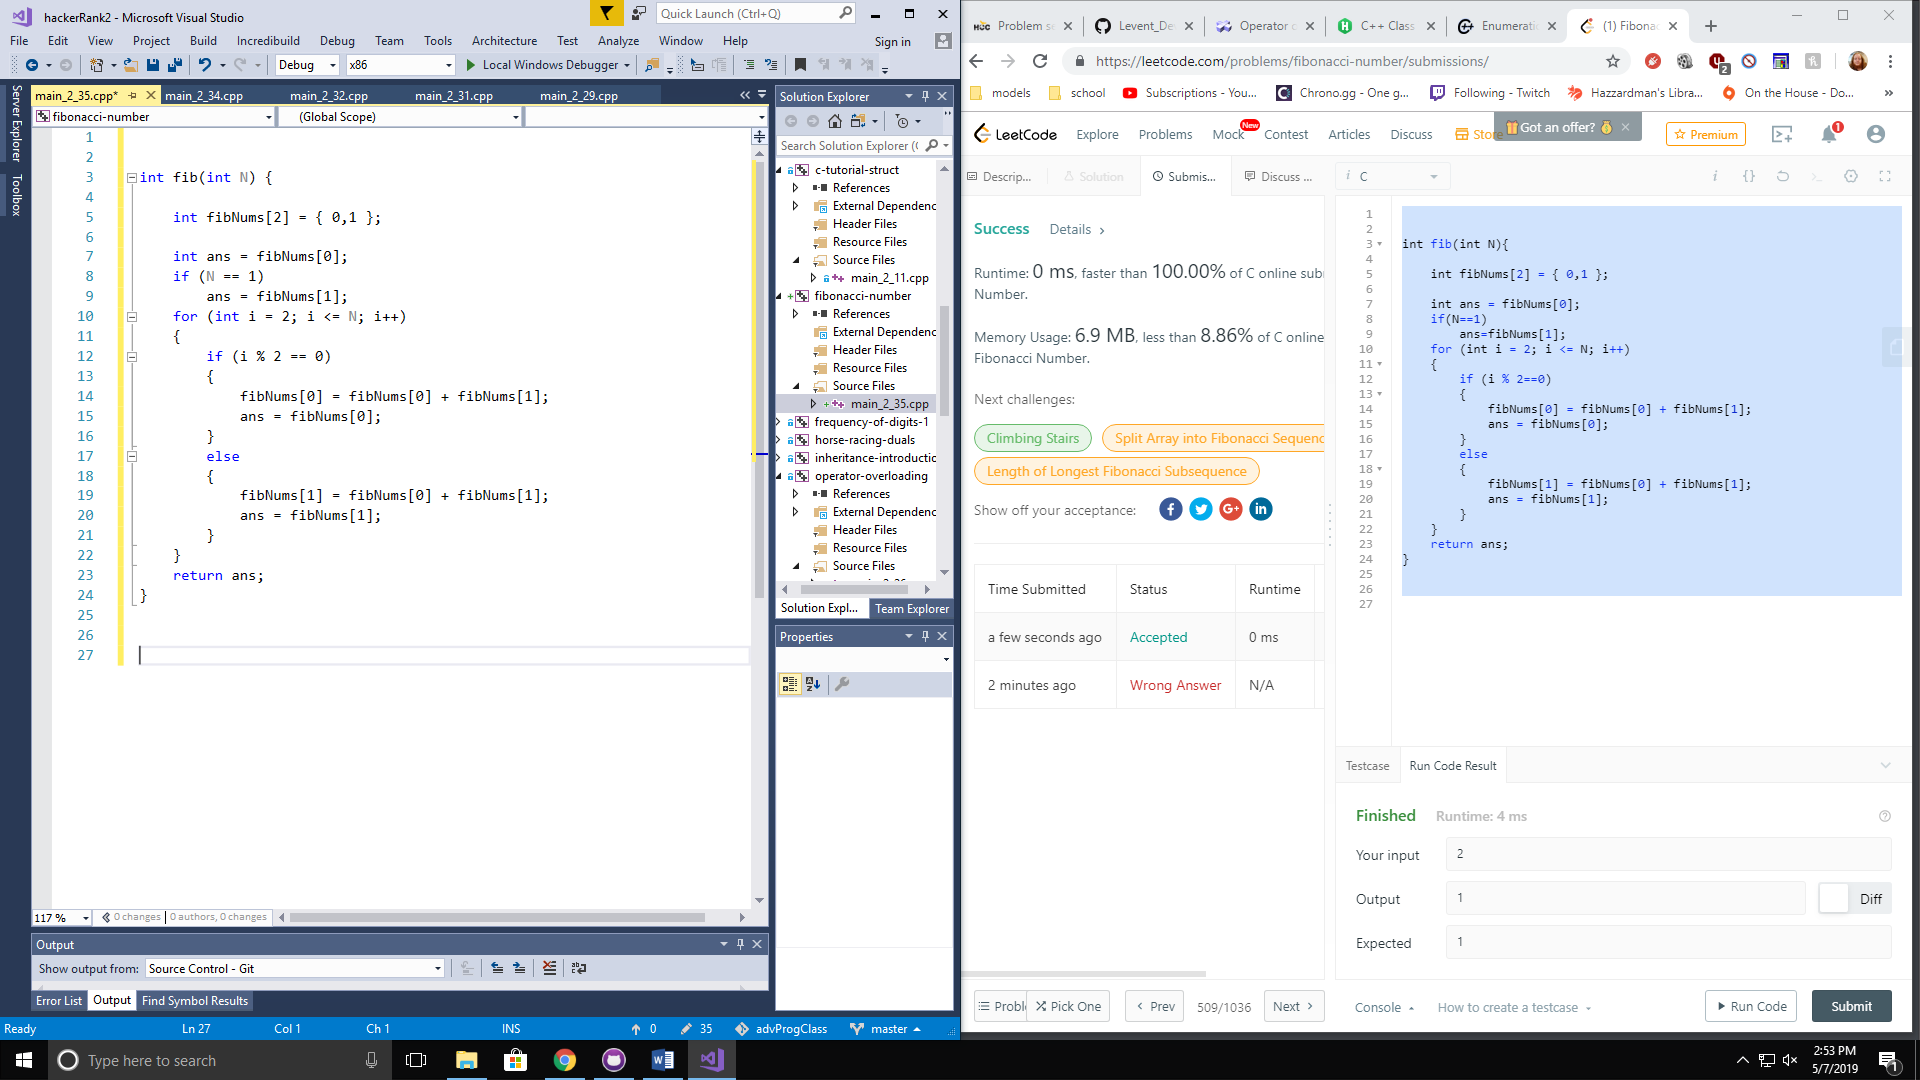 hackerRank2 - Microsoft Visual Studio
Quick Launch (Ctrl+Q)
File Edit View Project Build Incredibuild Debug Team Tools Architecture Test Analyze Window Help Sign in
Debug x86 Local Windows Debugger
Server Explorer
Toolbox
main_2_35.cpp* main_2_34.cpp main_2_32.cpp main_2_31.cpp main_2_29.cpp
fibonacci-number (Global Scope)
1
2
3 int fib(int N) {
4
5 int fibNums[2] = { 0,1 };
6
7 int ans = fibNums[0];
8 if (N == 1)
9 ans = fibNums[1];
10 for (int i = 2; i <= N; i++)
11 {
12 if (i % 2 == 0)
13 {
14 fibNums[0] = fibNums[0] + fibNums[1];
15 ans = fibNums[0];
16 }
17 else
18 {
19 fibNums[1] = fibNums[0] + fibNums[1];
20 ans = fibNums[1];
21 }
22 }
23 return ans;
24 }
25
26
27
117 % 0 changes | 0 authors, 0 changes
Output
Show output from: Source Control - Git
Error List Output Find Symbol Results
Ready Ln 27 Col 1 Ch 1 INS 0 35 advProgClass master
Solution Explorer
Search Solution Explorer (
c-tutorial-struct
References
External Dependenc
Header Files
Resource Files
Source Files
main_2_11.cpp
fibonacci-number
References
External Dependenc
Header Files
Resource Files
Source Files
main_2_35.cpp
frequency-of-digits-1
horse-racing-duals
inheritance-introductic
operator-overloading
References
External Dependenc
Header Files
Resource Files
Source Files
Solution Expl... Team Explorer
Properties
Problem se Levent_De Operator o C++ Class Enumerati (1) Fibona
https://leetcode.com/problems/fibonacci-number/submissions/
2
models school Subscriptions - You... Chrono.gg - One g... Following - Twitch Hazzardman's Libra... On the House - Do... »
LeetCode Explore Problems Mock New Contest Articles Discuss Store Got an offer? Premium 1
Descrip... Solution Submis... Discuss ... i C
Success Details >
Runtime: 0 ms, faster than 100.00% of C online sub
Number.
Memory Usage: 6.9 MB, less than 8.86% of C online
Fibonacci Number.
Next challenges:
Climbing Stairs Split Array into Fibonacci Sequenc
Length of Longest Fibonacci Subsequence
Show off your acceptance:
Time Submitted Status Runtime
a few seconds ago Accepted 0 ms
2 minutes ago Wrong Answer N/A
Probl Pick One Prev 509/1036 Next
1
2
3 int fib(int N){
4
5 int fibNums[2] = { 0,1 };
6
7 int ans = fibNums[0];
8 if(N==1)
9 ans=fibNums[1];
10 for (int i = 2; i <= N; i++)
11 {
12 if (i % 2==0)
13 {
14 fibNums[0] = fibNums[0] + fibNums[1];
15 ans = fibNums[0];
16 }
17 else
18 {
19 fibNums[1] = fibNums[0] + fibNums[1];
20 ans = fibNums[1];
21 }
22 }
23 return ans;
24 }
25
26
27
Testcase Run Code Result
Finished Runtime: 4 ms
Your input 2
Output 1 Diff
Expected 1
Console How to create a testcase Run Code Submit
Type here to search
2:53 PM
5/7/2019
1